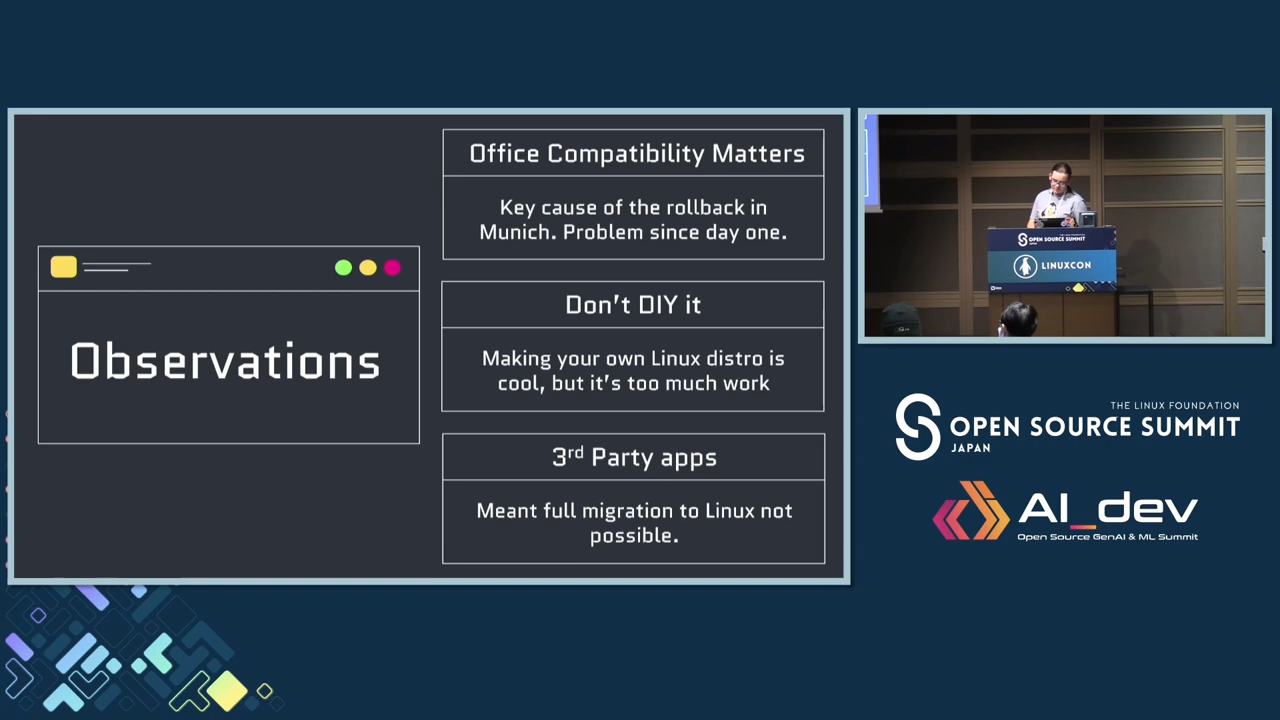 Observations
Office Compatibility Matters
Key cause of the rollback in
Munich. Problem since day one.
Don't DIY it
Making your own Linux distro is
cool, but it's too much work
3rd Party apps
Meant full migration to Linux not
possible.
OPEN SOURCE SUMMIT
LINUXCON
THE LINUX FOUNDATION
OPEN SOURCE SUMMIT
JAPAN
AI_dev
Open Source GenAI & ML Summit